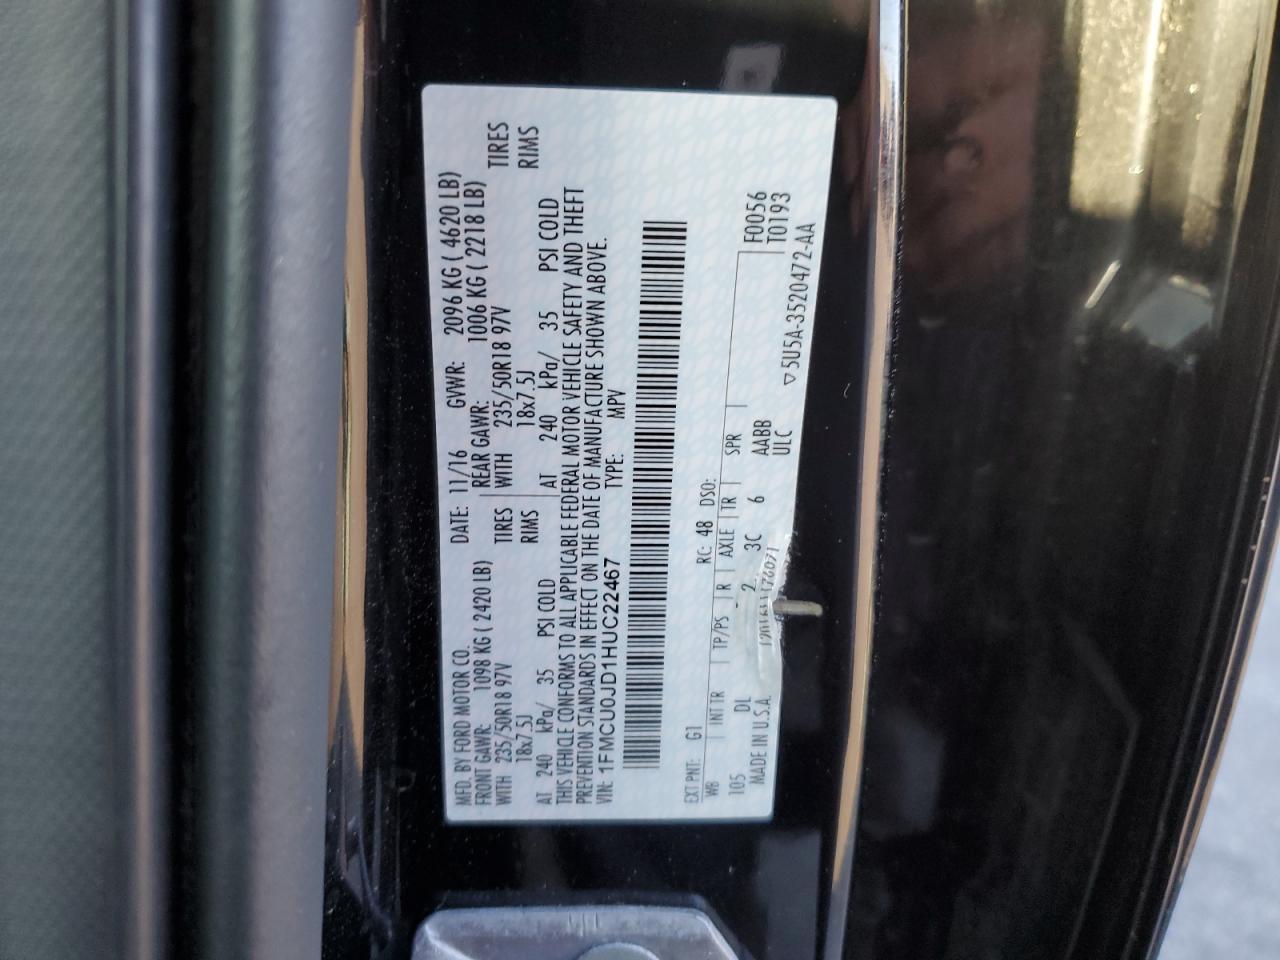 MFD. BY FORD MOTOR CO. DATE: 11/16 GVWR: 2096 KG ( 4620 LB)
FRONT GAWR: 1098 KG ( 2420 LB) REAR GAWR: 1006 KG ( 2218 LB)
WITH 235/50R18 97V TIRES WITH 235/50R18 97V TIRES
18x7.5J RIMS 18x7.5J RIMS
AT 240 kPa/ 35 PSI COLD AT 240 kPa/ 35 PSI COLD
THIS VEHICLE CONFORMS TO ALL APPLICABLE FEDERAL MOTOR VEHICLE SAFETY AND THEFT
PREVENTION STANDARDS IN EFFECT ON THE DATE OF MANUFACTURE SHOWN ABOVE.
VIN: 1FMCU0JD1HUC22467 TYPE: MPV
EXT PNT: G1 RC: 48 DSO: F0056
WB INT TR TP/PS R AXLE TR SPR T0193
105 DL 2 3C 6 AABB
MADE IN U.S.A. ULC ▽5U5A-3520472-AA